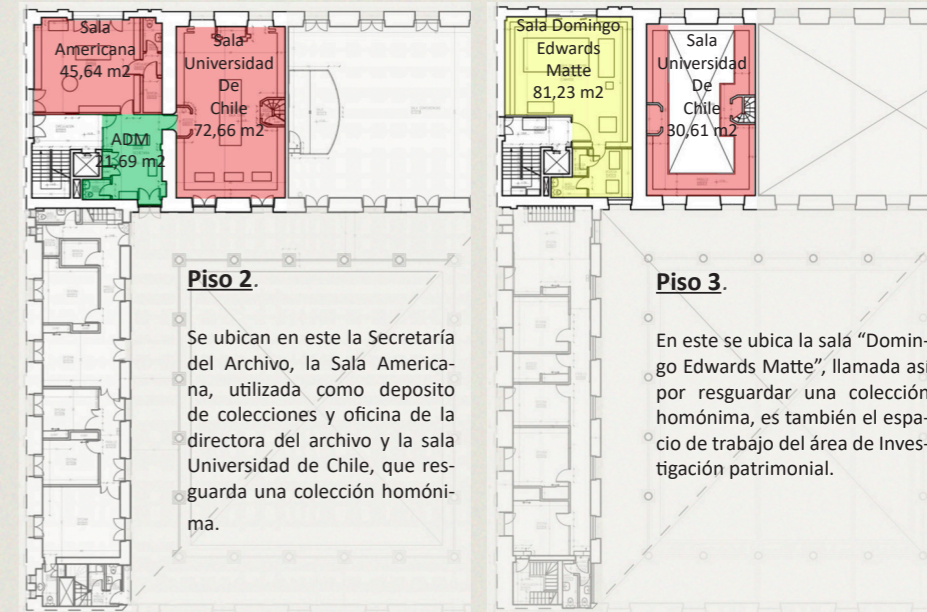 Sala
Americana
45,64 m2
Sala
Universidad
De
Chile
72,66 m2
ADM
21,69 m2
Piso 2.
Se ubican en este la Secretaría
del Archivo, la Sala America-
na, utilizada como deposito
de colecciones y oficina de la
directora del archivo y la sala
Universidad de Chile, que res-
guarda una colección homóni-
ma.
Sala Domingo
Edwards
Matte
81,23 m2
Sala
Universidad
De
Chile
30,61 m2
Piso 3.
En este se ubica la sala “Domin-
go Edwards Matte”, llamada así
por resguardar una colección
homónima, es también el espa-
cio de trabajo del área de Inves-
tigación patrimonial.